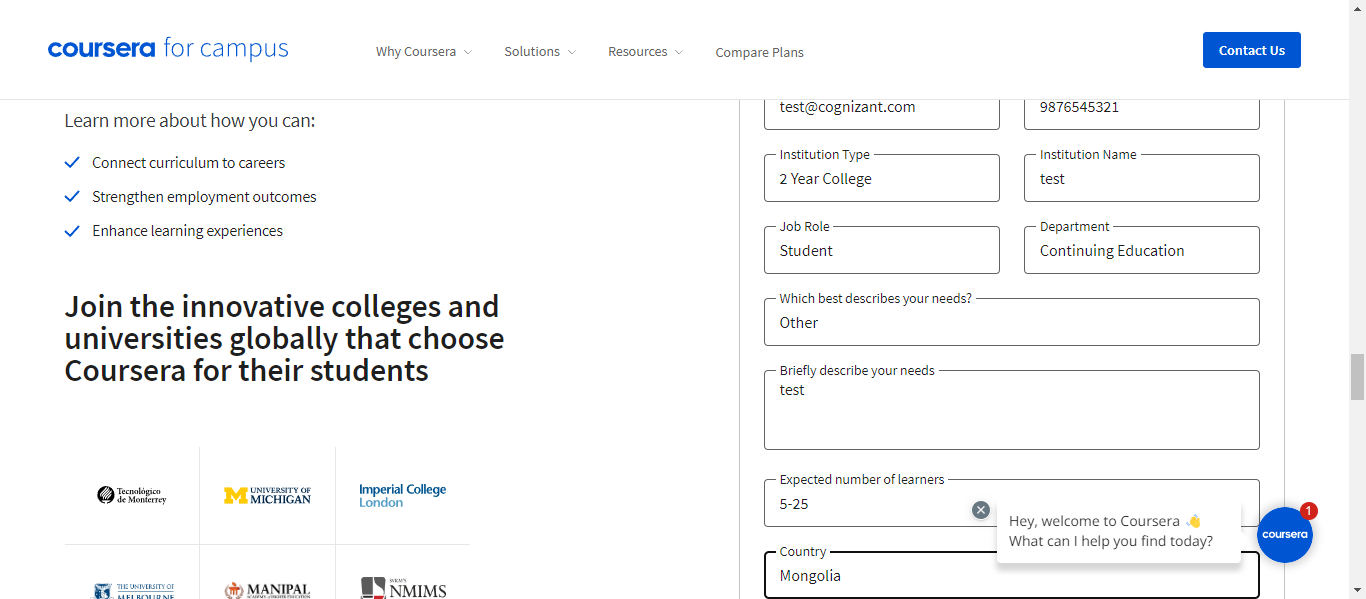 coursera for campus
Why Coursera
Solutions
Resources
Compare Plans
Contact Us
Learn more about how you can:
Connect curriculum to careers
Strengthen employment outcomes
Enhance learning experiences
Join the innovative colleges and
universities globally that choose
Coursera for their students
Tecnológico
de Monterrey
UNIVERSITY OF
MICHIGAN
Imperial College
London
THE UNIVERSITY OF
MELBOURNE
MANIPAL
ACADEMY of HIGHER EDUCATION
SVKM'S
NMIMS
test@cognizant.com
9876545321
Institution Type
2 Year College
Institution Name
test
Job Role
Student
Department
Continuing Education
Which best describes your needs?
Other
Briefly describe your needs
test
Expected number of learners
5-25
Country
Mongolia
Hey, welcome to Coursera 👋
What can I help you find today?
coursera
1